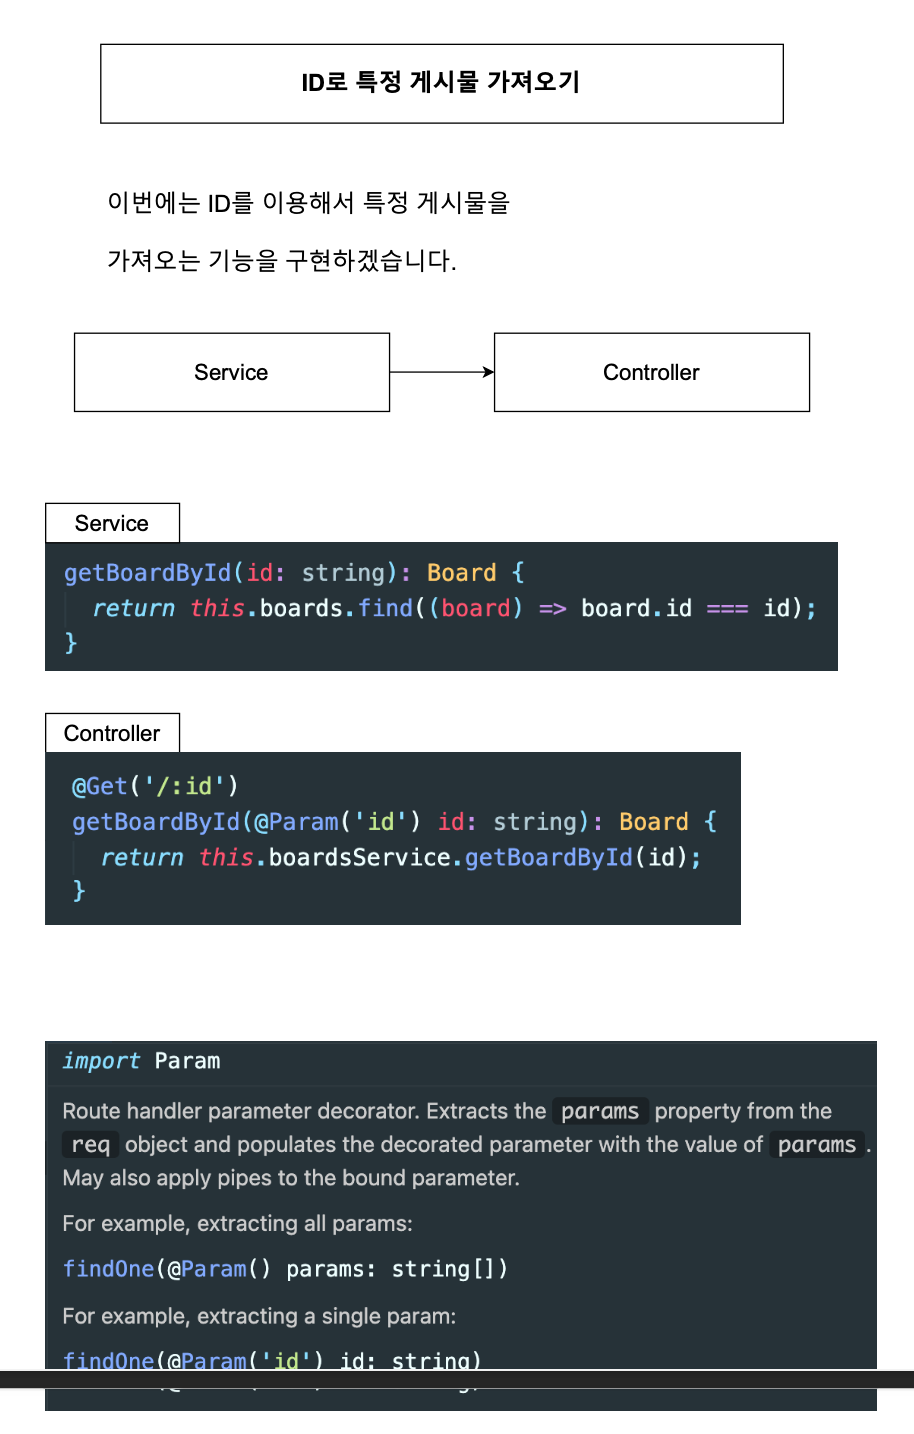 ID로 특정 게시물 가져오기
이번에는 ID를 이용해서 특정 게시물을
가져오는 기능을 구현하겠습니다.
Service
Controller
Service
getBoardById(id: string): Board {
return this.boards.find((board) => board.id === id);
}
Controller
@Get('/:id')
getBoardById(@Param('id') id: string): Board {
return this.boardsService.getBoardById(id);
}
import Param
Route handler parameter decorator. Extracts the params property from the
req object and populates the decorated parameter with the value of params.
May also apply pipes to the bound parameter.
For example, extracting all params:
findOne(@Param() params: string[])
For example, extracting a single param:
findOne(@Param('id') id: string)